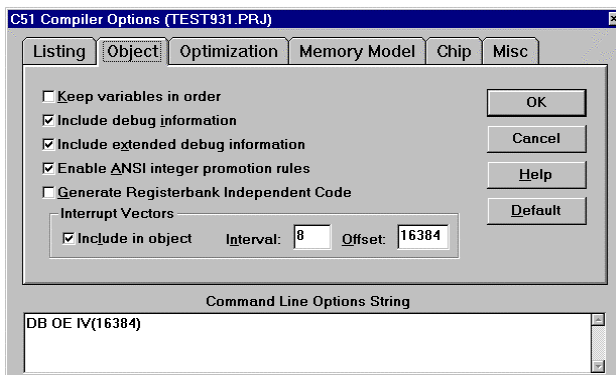 C51 Compiler Options (TEST931.PRJ)
Listing Object Optimization Memory Model Chip Misc
Keep variables in order
Include debug information
Include extended debug information
Enable ANSI integer promotion rules
Generate Registerbank Independent Code
Interrupt Vectors
Include in object Interval: 8 Offset: 16384
OK
Cancel
Help
Default
Command Line Options String
DB OE IV(16384)